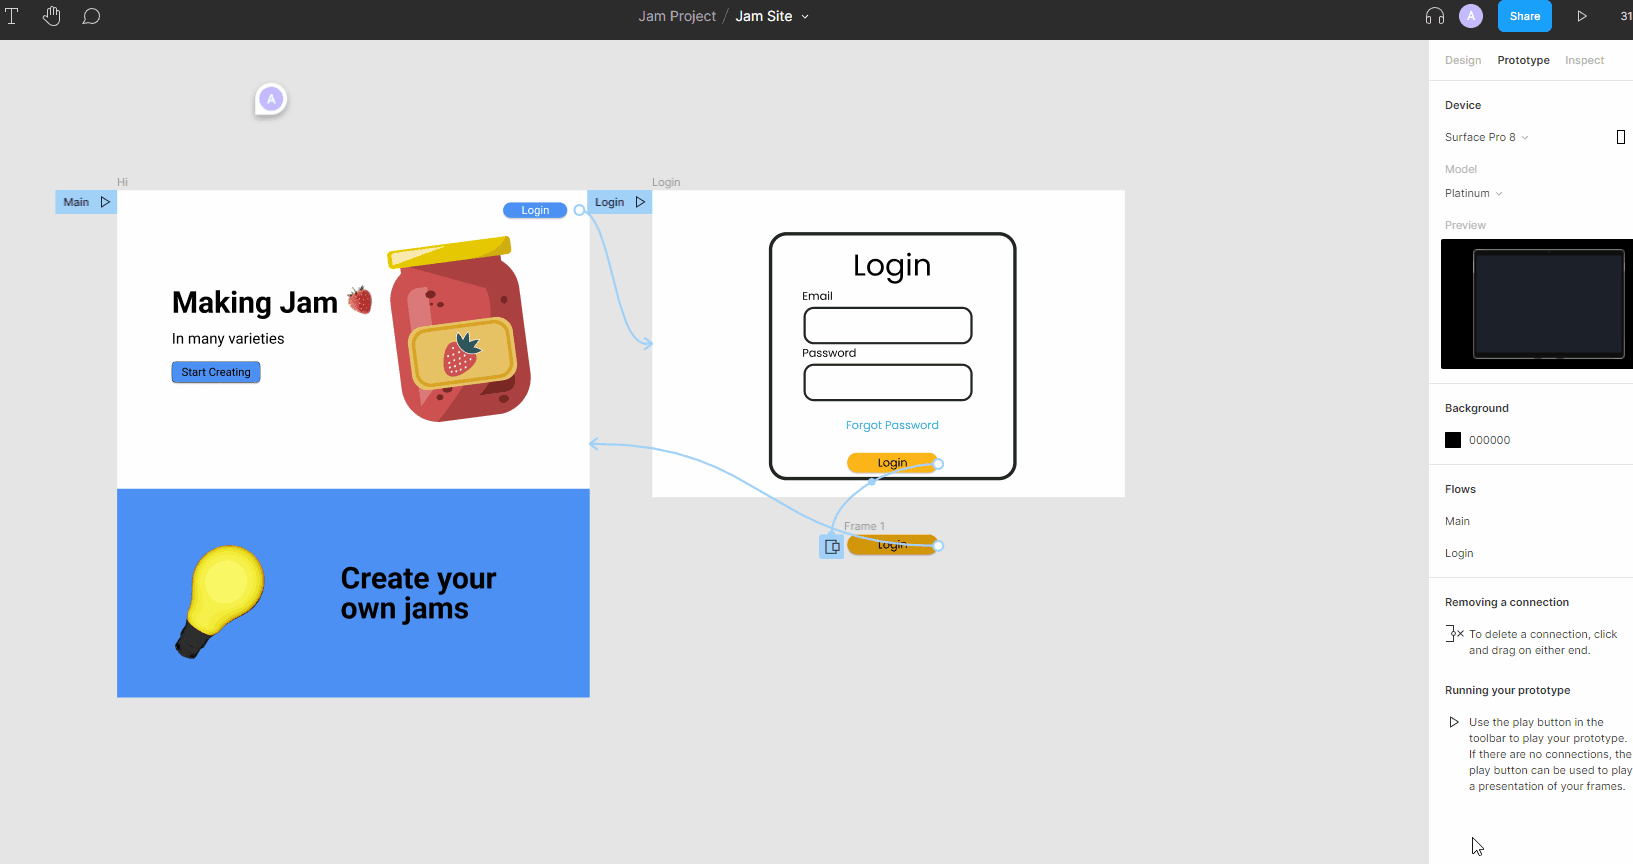 Jam Project / Jam Site
A
Share
31
Design Prototype Inspect
A
Device
Surface Pro 8
Model
Platinum
Preview
Hi
Main
Login
Login
Login
Making Jam
In many varieties
Start Creating
Login
Email
Password
Forgot Password
Login
Frame 1
Login
Create your
own jams
Background
000000
Flows
Main
Login
Removing a connection
To delete a connection, click
and drag on either end.
Running your prototype
Use the play button in the
toolbar to play your prototype.
If there are no connections, the
play button can be used to play
a presentation of your frames.